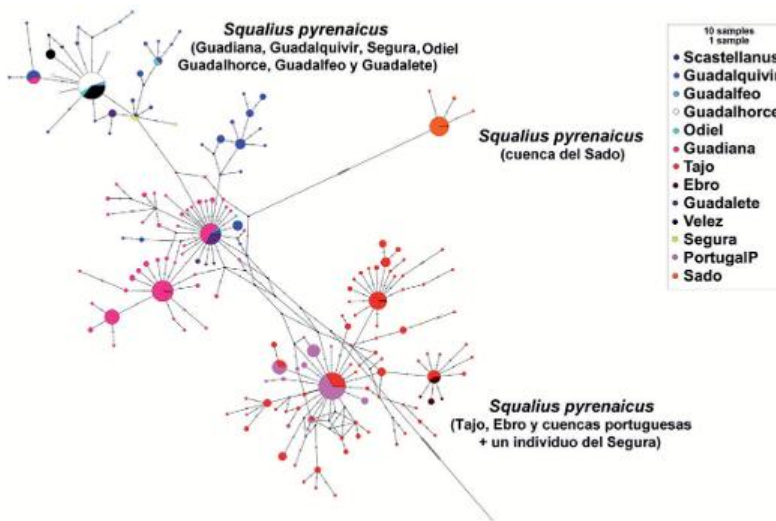 Squalius pyrenaicus
(Guadiana, Guadalquivir, Segura, Odiel
Guadalhorce, Guadalfeo y Guadalete)
Squalius pyrenaicus
(cuenca del Sado)
Squalius pyrenaicus
(Tajo, Ebro y cuencas portuguesas
+ un individuo del Segura)
10 samples
1 sample
Scastellanus
Guadalquivir
Guadalfeo
Guadalhorce
Odiel
Guadiana
Tajo
Ebro
Guadalete
Velez
Segura
PortugalP
Sado